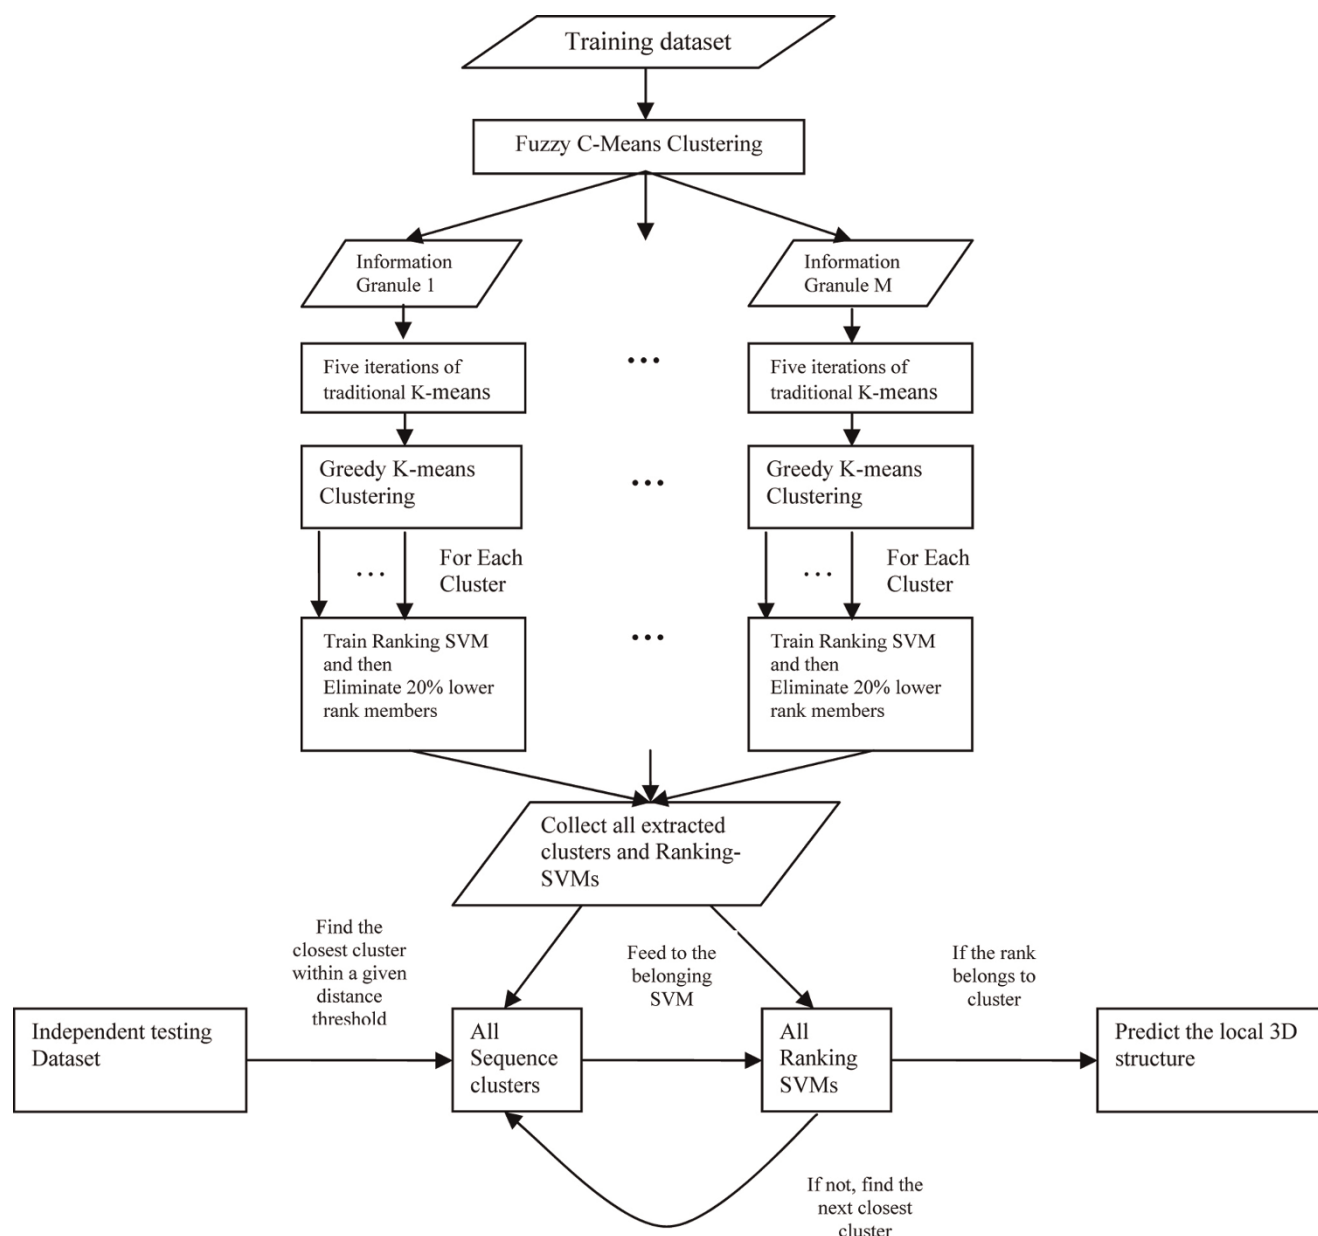 Training dataset
Fuzzy C-Means Clustering
Information
Granule 1
Information
Granule M
Five iterations of
traditional K-means
...
Five iterations of
traditional K-means
Greedy K-means
Clustering
...
Greedy K-means
Clustering
...
For Each
Cluster
...
For Each
Cluster
Train Ranking SVM
and then
Eliminate 20% lower
rank members
...
Train Ranking SVM
and then
Eliminate 20% lower
rank members
Collect all extracted
clusters and Ranking-
SVMs
Find the
closest cluster
within a given
distance
threshold
Feed to the
belonging
SVM
If the rank
belongs to
cluster
Independent testing
Dataset
All
Sequence
clusters
All
Ranking
SVMs
Predict the local 3D
structure
If not, find the
next closest
cluster